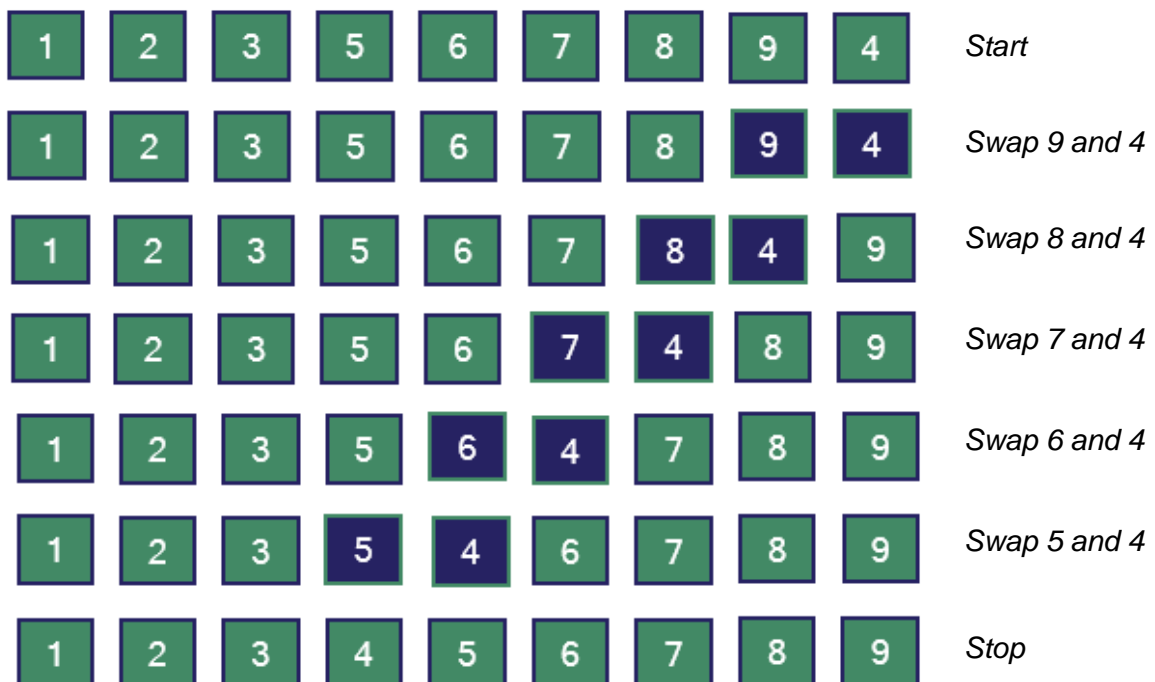 1 2 3 5 6 7 8 9 4 Start
1 2 3 5 6 7 8 9 4 Swap 9 and 4
1 2 3 5 6 7 8 4 9 Swap 8 and 4
1 2 3 5 6 7 4 8 9 Swap 7 and 4
1 2 3 5 6 4 7 8 9 Swap 6 and 4
1 2 3 5 4 6 7 8 9 Swap 5 and 4
1 2 3 4 5 6 7 8 9 Stop